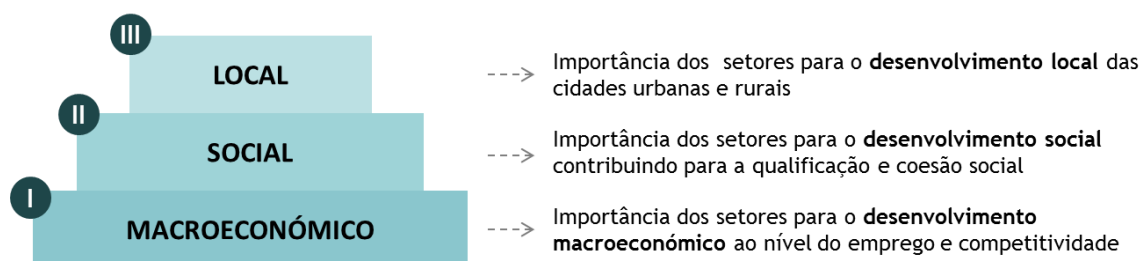 III
LOCAL
Importância dos setores para o desenvolvimento local das
cidades urbanas e rurais
II
SOCIAL
Importância dos setores para o desenvolvimento social
contribuindo para a qualificação e coesão social
I
MACROECONÓMICO
Importância dos setores para o desenvolvimento
macroeconómico ao nível do emprego e competitividade